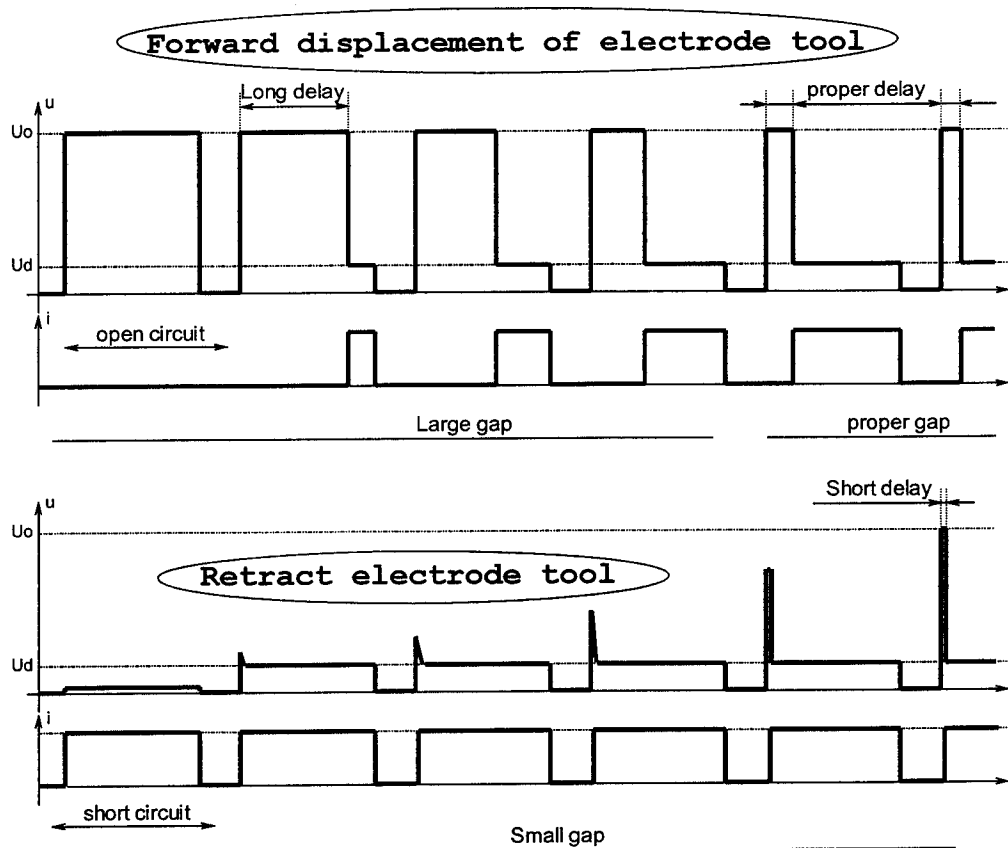 Forward displacement of electrode tool
Long delay
proper delay
u
Uo
Ud
i
open circuit
Large gap
proper gap
Short delay
u
Uo
Retract electrode tool
Ud
i
short circuit
Small gap